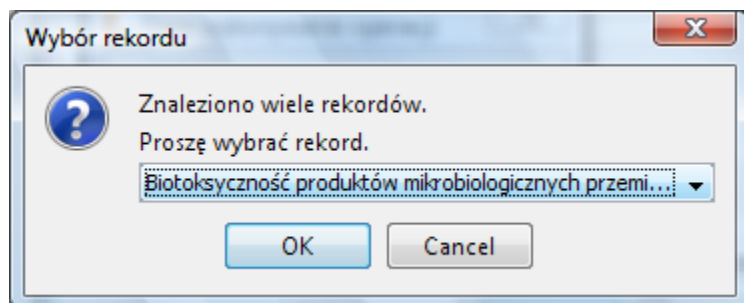 Wybór rekordu
Znaleziono wiele rekordów.
Proszę wybrać rekord.
Biotoksyczność produktów mikrobiologicznych przemi...
OK Cancel